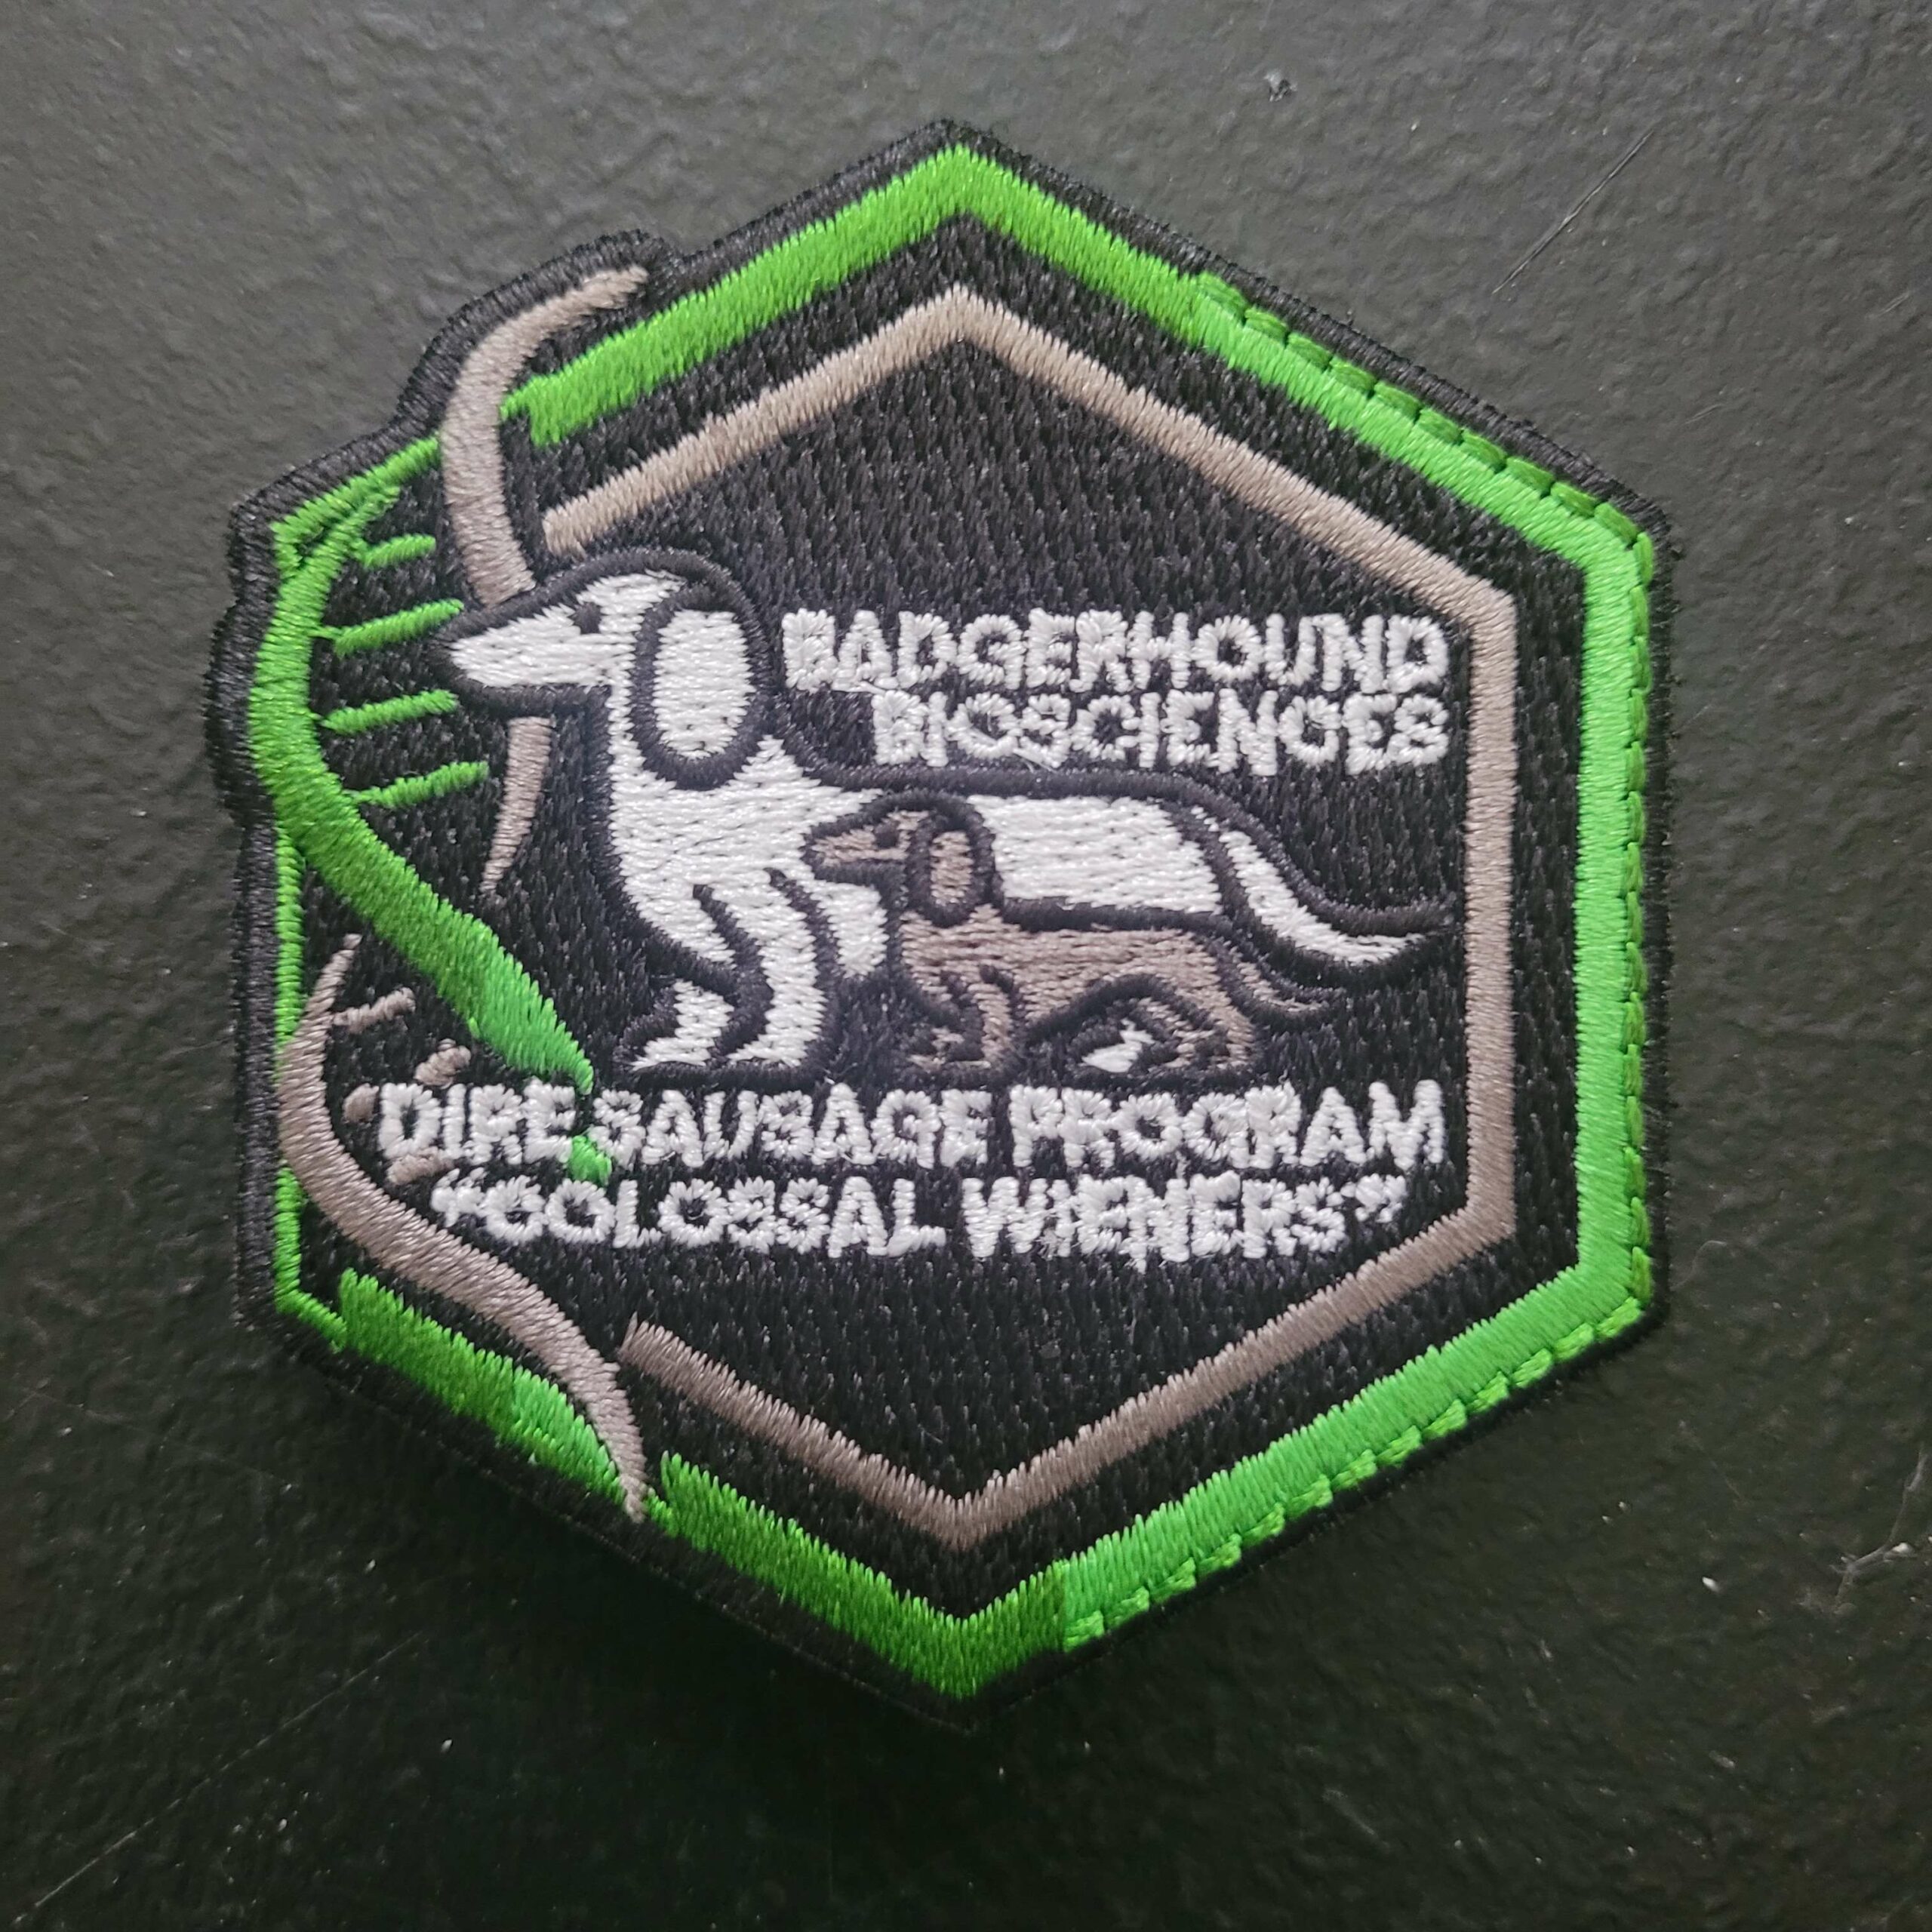 BADGERHOUND
BIOSCIENCES
DIRE SAUSAGE PROGRAM
"COLOSSAL WIENERS"